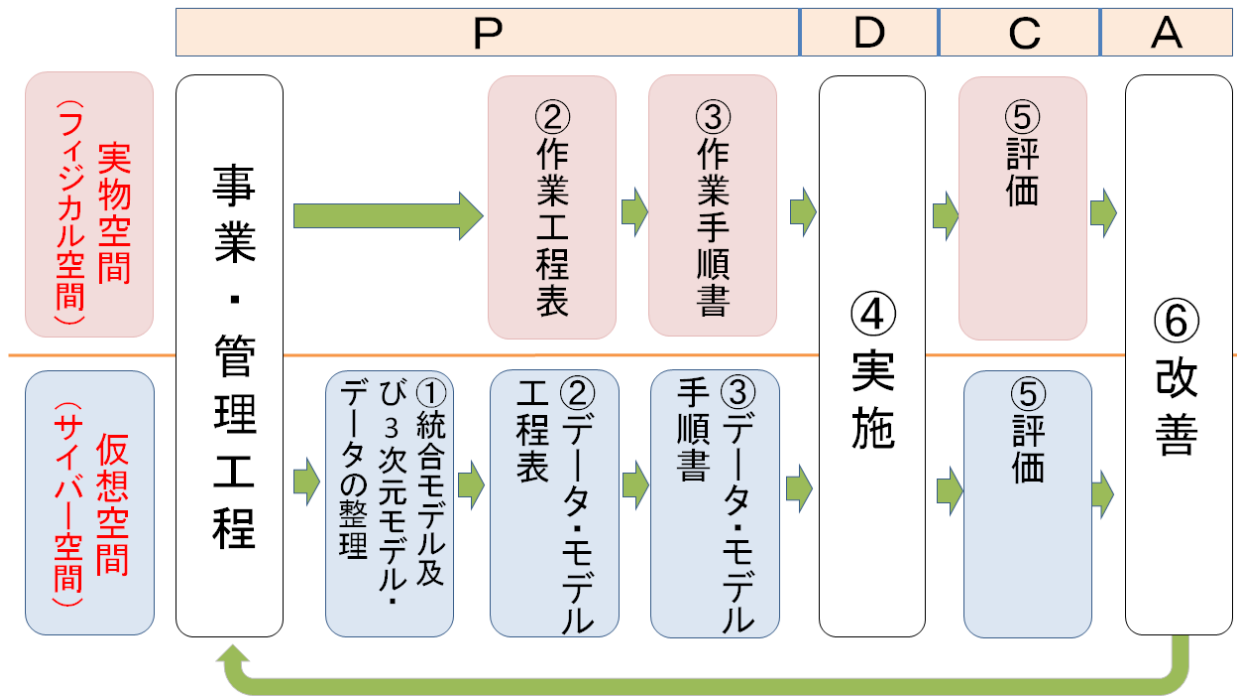 P
D
C
A
実物空間
（フィジカル空間）
事業・管理工程
②作業工程表
③作業手順書
④実施
⑤評価
⑥改善
仮想空間
（サイバー空間）
①統合モデル及
び3次元モデル・
データの整理
②データ・モデル
工程表
③データ・モデル
手順書
⑤評価